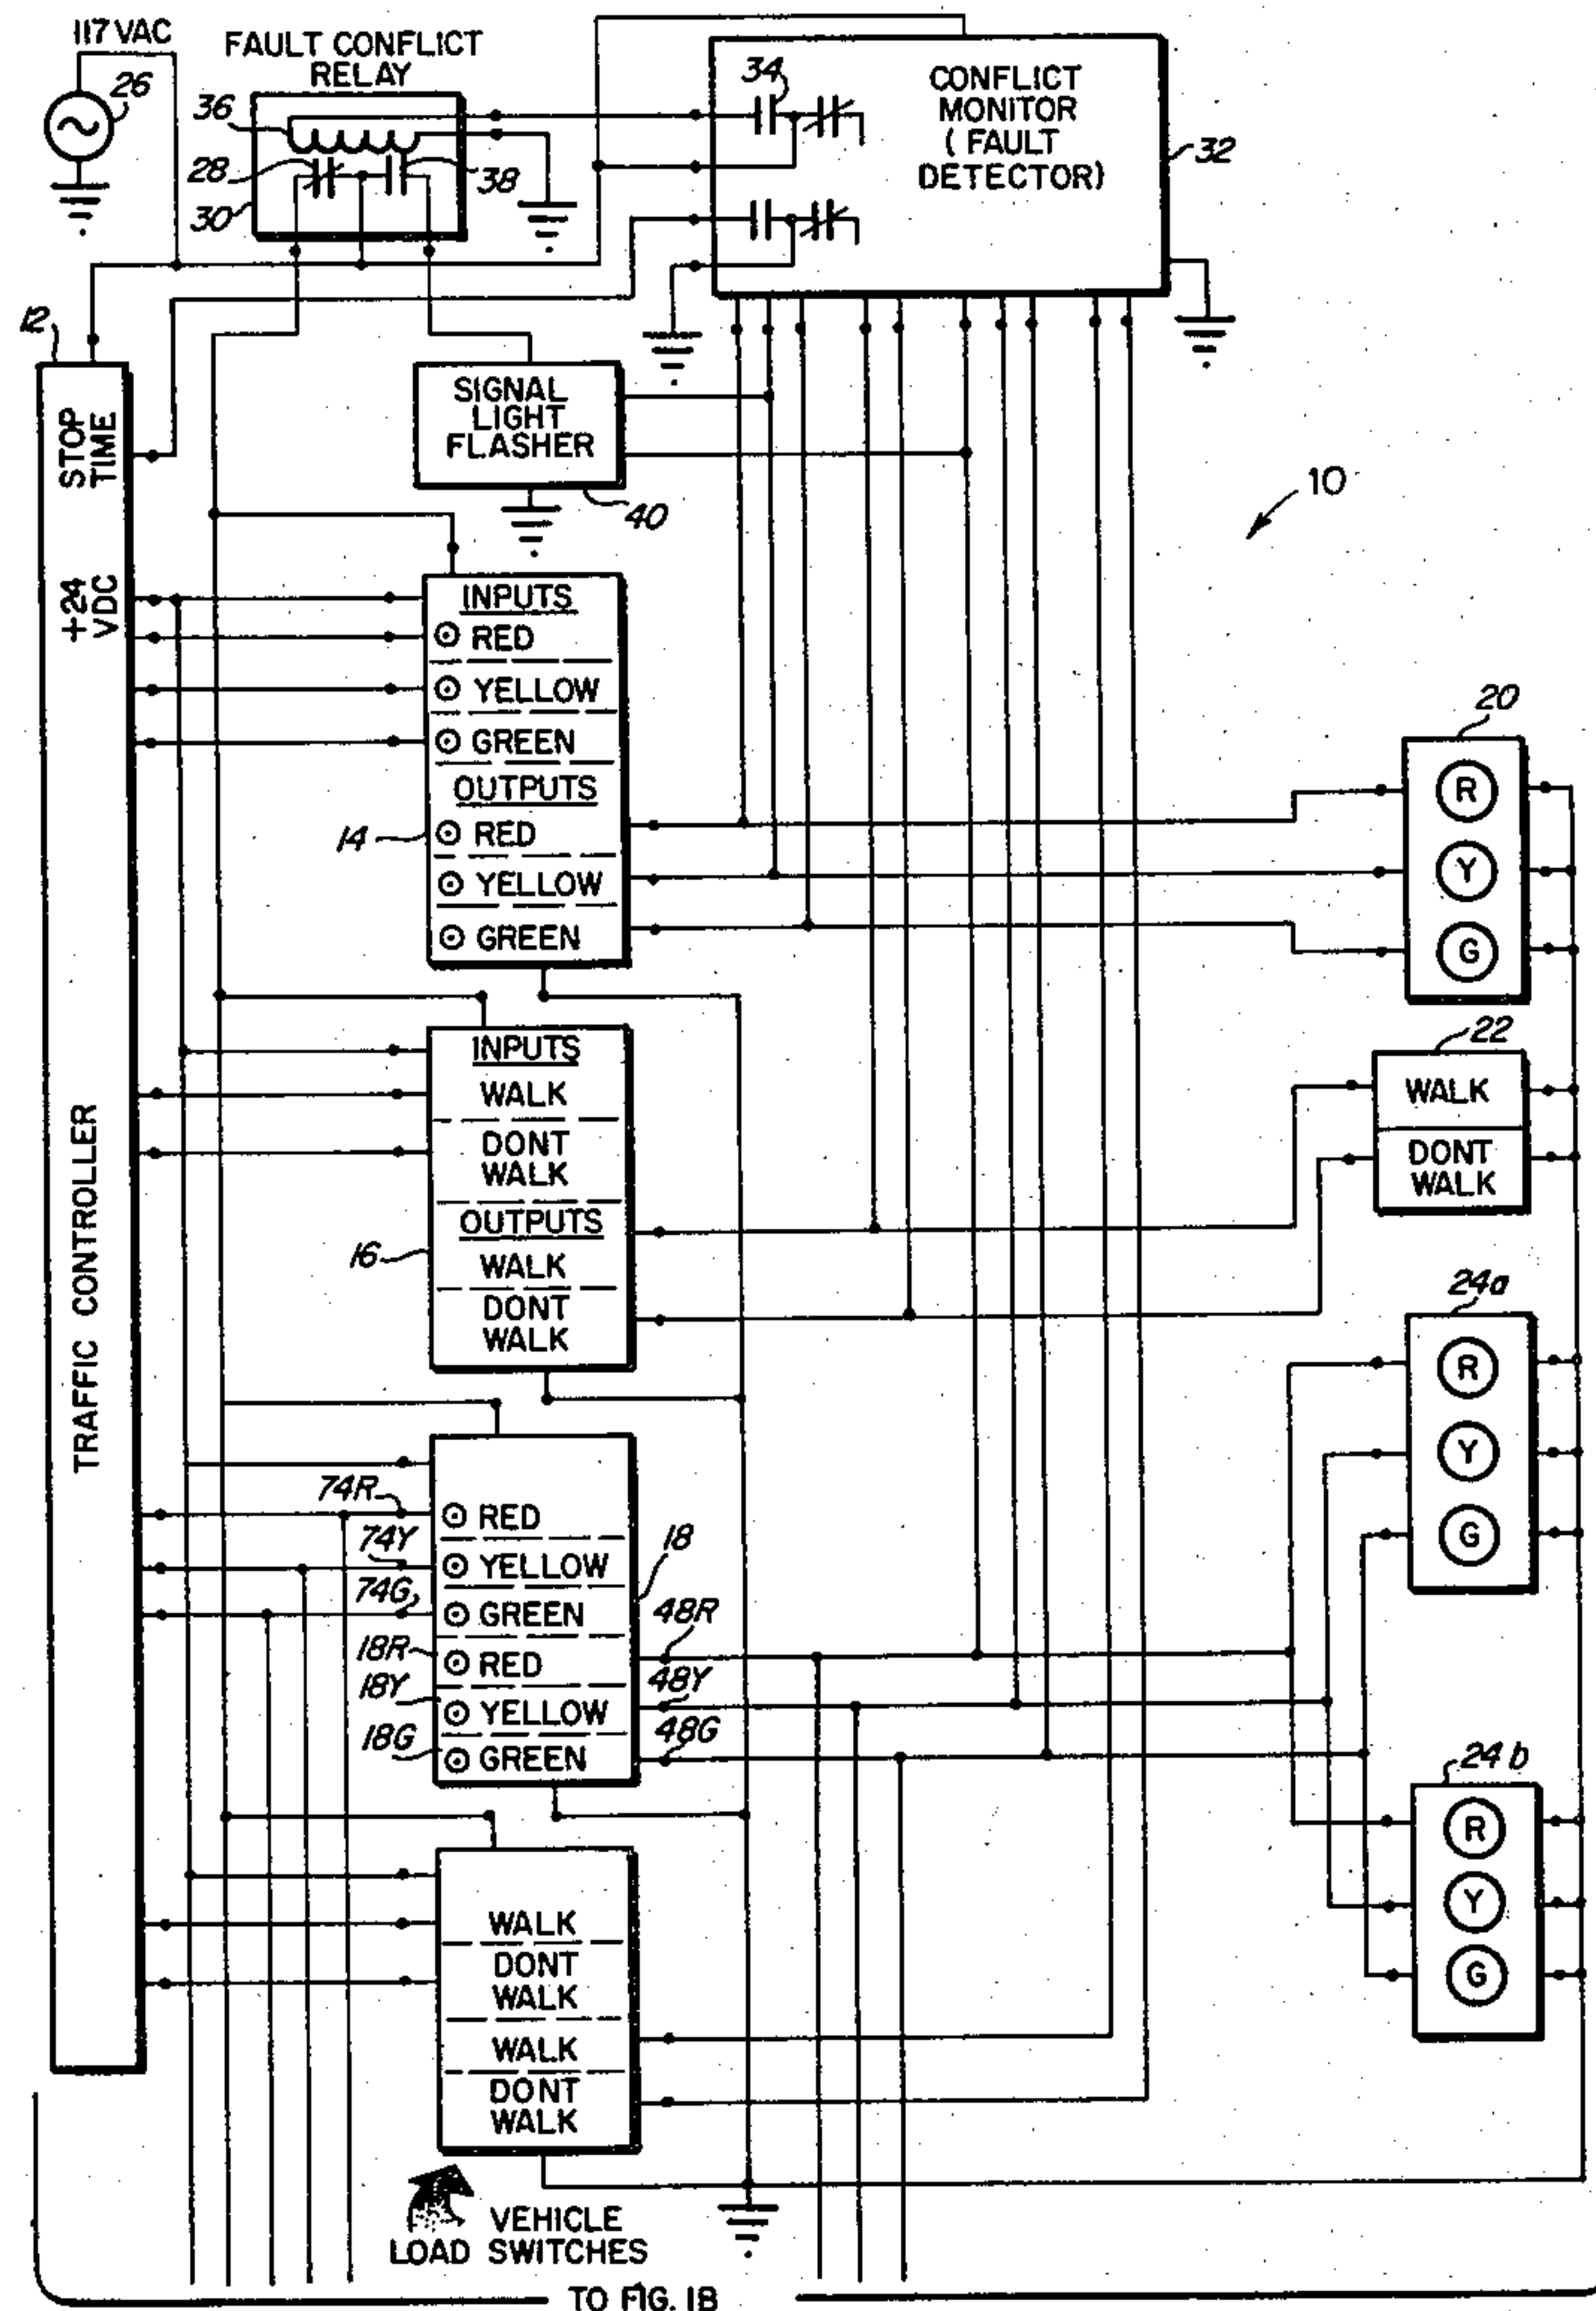 117 VAC
26
FAULT CONFLICT
RELAY
36
28
38
30
34
CONFLICT
MONITOR
( FAULT
DETECTOR)
32
12
STOP
TIME
+24
VDC
TRAFFIC CONTROLLER
SIGNAL
LIGHT
FLASHER
40
10
INPUTS
RED
YELLOW
GREEN
OUTPUTS
RED
YELLOW
GREEN
14
20
R
Y
G
INPUTS
WALK
DONT
WALK
OUTPUTS
WALK
DONT
WALK
16
22
WALK
DONT
WALK
24a
R
Y
G
74R
74Y
74G
18R
18Y
18G
RED
YELLOW
GREEN
RED
YELLOW
GREEN
18
48R
48Y
48G
24b
R
Y
G
WALK
DONT
WALK
WALK
DONT
WALK
VEHICLE
LOAD SWITCHES
TO FIG. 1B